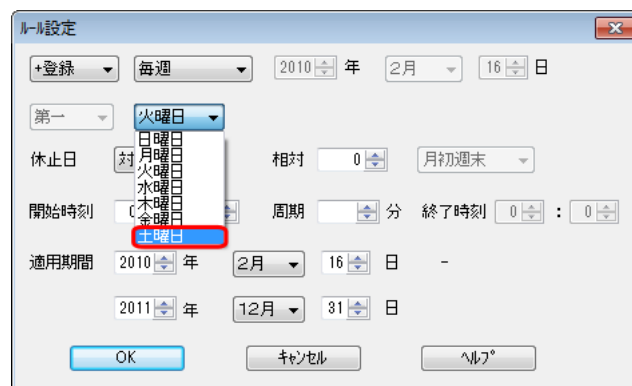 ルール設定
+登録 毎週 2010 年 2月 16 日
第一 火曜日
日曜日
月曜日
火曜日
水曜日
木曜日
金曜日
土曜日
休止日 対 相対 0 月初週末
開始時刻 周期 分 終了時刻 0 : 0
適用期間 2010 年 2月 16 日 -
2011 年 12月 31 日
OK キャンセル ヘルプ